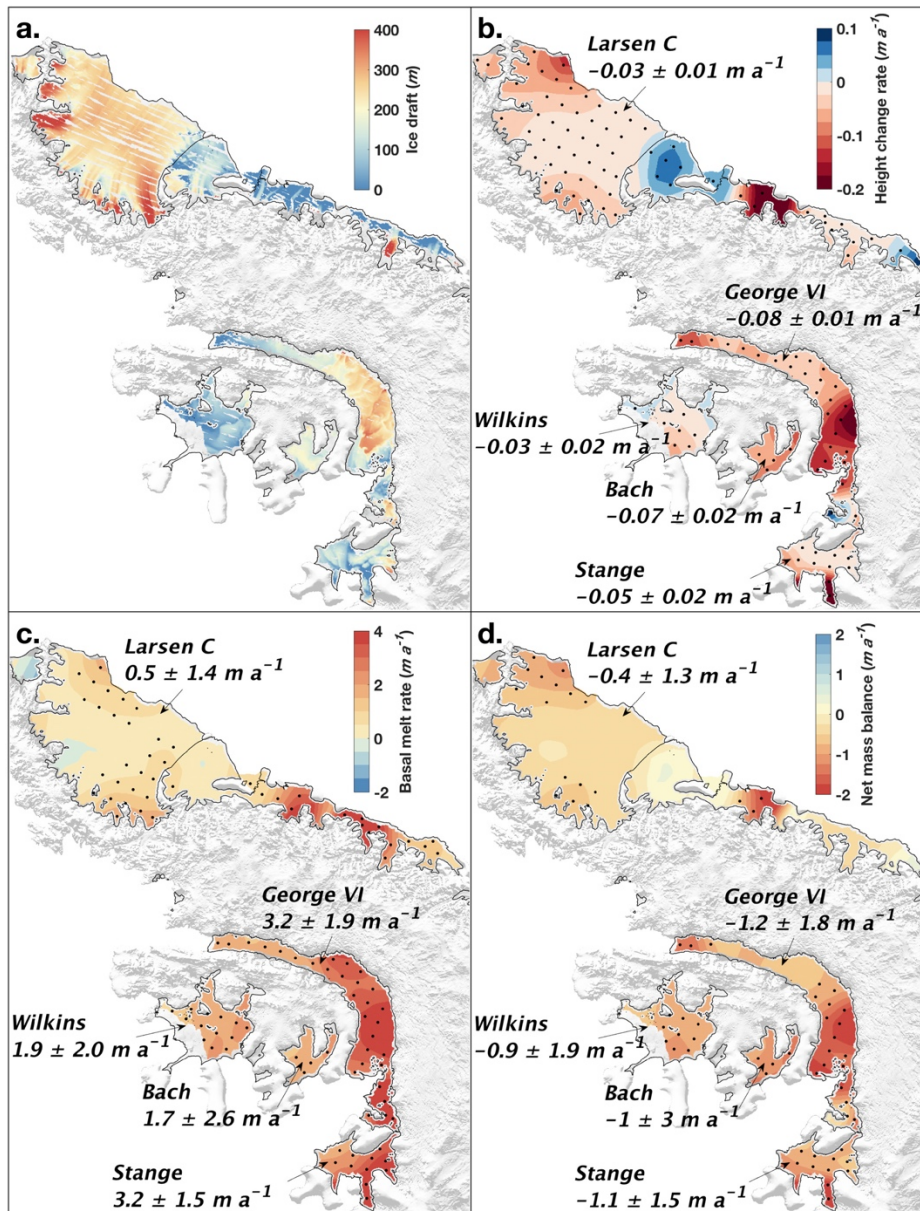 a.
400
300
200
100
0
Ice draft (m)
b.
Larsen C
−0.03 ± 0.01 m a⁻¹
0.1
0
-0.1
-0.2
Height change rate (m a⁻¹)
George VI
−0.08 ± 0.01 m a⁻¹
Wilkins
−0.03 ± 0.02 m a⁻¹
Bach
−0.07 ± 0.02 m a⁻¹
Stange
−0.05 ± 0.02 m a⁻¹
c.
Larsen C
0.5 ± 1.4 m a⁻¹
4
2
0
-2
Basal melt rate (m a⁻¹)
George VI
3.2 ± 1.9 m a⁻¹
Wilkins
1.9 ± 2.0 m a⁻¹
Bach
1.7 ± 2.6 m a⁻¹
Stange
3.2 ± 1.5 m a⁻¹
d.
Larsen C
−0.4 ± 1.3 m a⁻¹
2
1
0
-1
-2
Net mass balance (m a⁻¹)
George VI
−1.2 ± 1.8 m a⁻¹
Wilkins
−0.9 ± 1.9 m a⁻¹
Bach
−1 ± 3 m a⁻¹
Stange
−1.1 ± 1.5 m a⁻¹